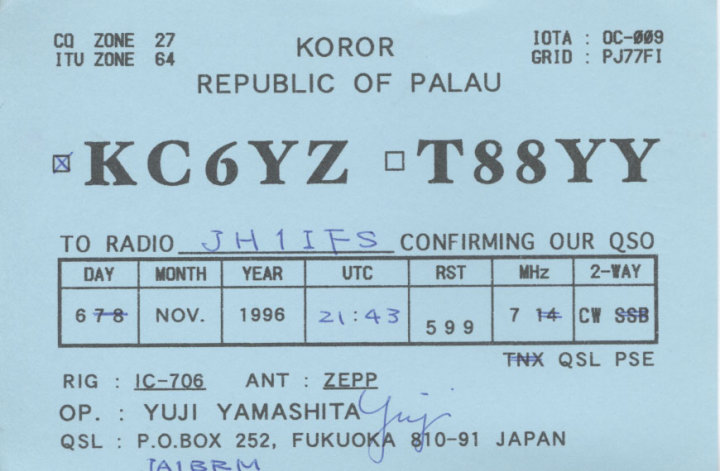 CQ ZONE 27
ITU ZONE 64
KOROR
REPUBLIC OF PALAU
IOTA : OC-009
GRID : PJ77FI
☒ KC6YZ ☐ T88YY
TO RADIO JH1IFS CONFIRMING OUR QSO
DAY MONTH YEAR UTC RST MHz 2-WAY
6 7 8 NOV. 1996 21:43 599 7 14 CW SSB
TNX QSL PSE
RIG : IC-706 ANT : ZEPP
OP. : YUJI YAMASHITA Yuji
QSL : P.O.BOX 252, FUKUOKA 810-91 JAPAN
JA1BRM